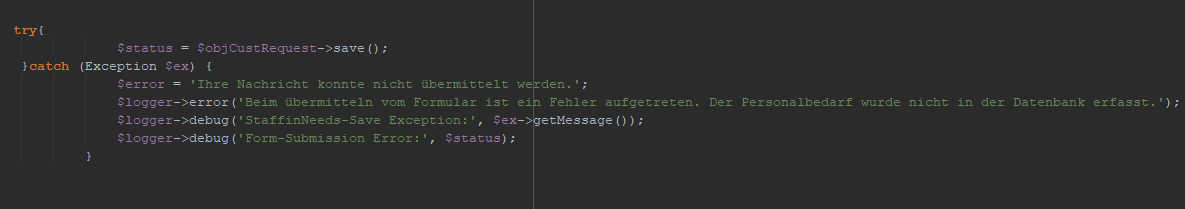 try{
$status = $objCustRequest->save();
}catch (Exception $ex) {
$error = 'Ihre Nachricht konnte nicht übermittelt werden.';
$logger->error('Beim übermitteln vom Formular ist ein Fehler aufgetreten. Der Personalbedarf wurde nicht in der Datenbank erfasst.');
$logger->debug('StaffinNeeds-Save Exception:', $ex->getMessage());
$logger->debug('Form-Submission Error:', $status);
}